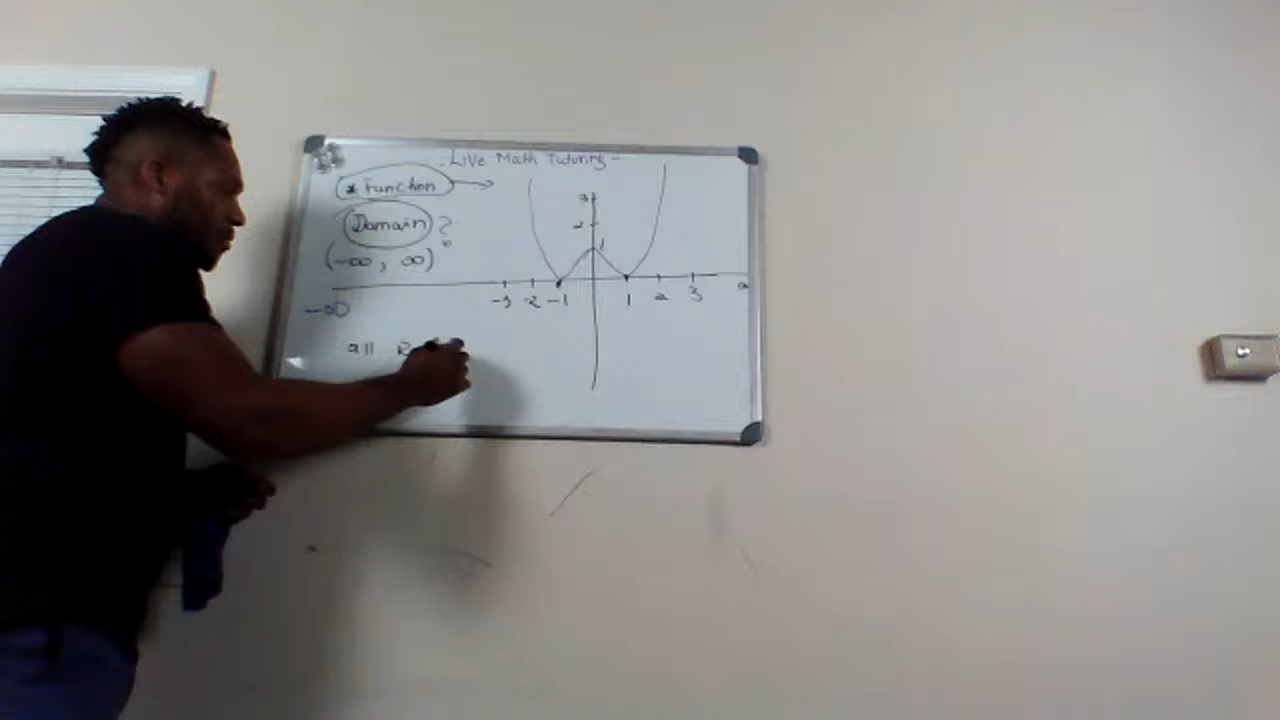 - Live Math Tutoring -
* Function
Domain ?
(-∞, ∞)
3
2
1
-3 -2 -1 1 2 3
-∞
all